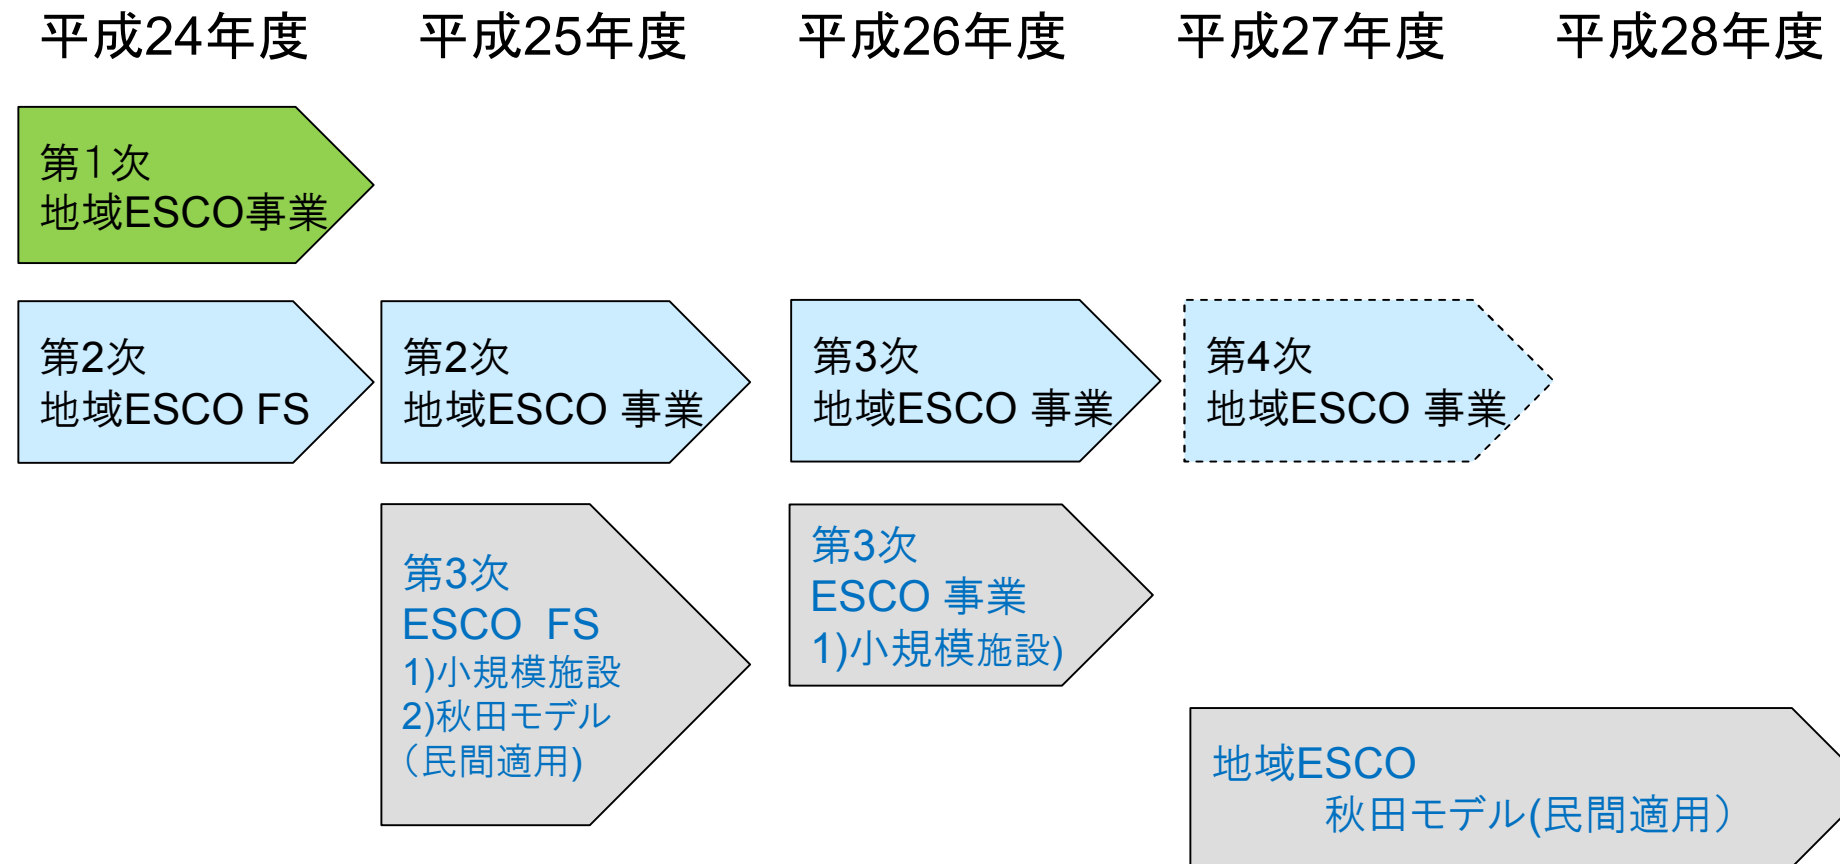 平成24年度 平成25年度 平成26年度 平成27年度 平成28年度
第1次
地域ESCO事業
第2次
地域ESCO FS
第2次
地域ESCO 事業
第3次
地域ESCO 事業
第4次
地域ESCO 事業
第3次
ESCO FS
1)小規模施設
2)秋田モデル
（民間適用)
第3次
ESCO 事業
1)小規模施設)
地域ESCO
秋田モデル(民間適用）